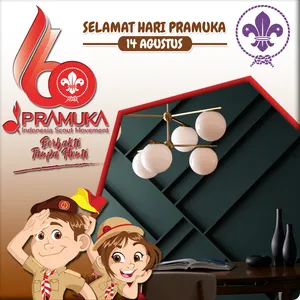 SELAMAT HARI PRAMUKA
14 AGUSTUS
60
PRAMUKA
Indonesia Scout Movement
Berbakti
Tanpa Henti